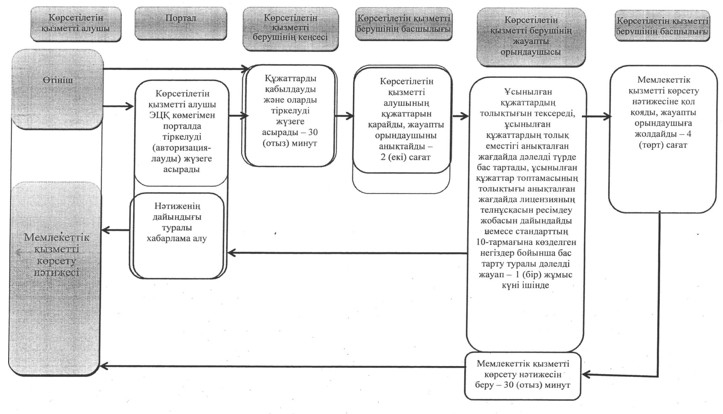 Көрсетілетін
қызметті алушы
Портал
Көрсетілетін
қызметті
берушінің кеңсесі
Көрсетілетін қызметті
берушінің басшылығы
Көрсетілетін
қызметті берушінің
жауапты
орындаушысы
Көрсетілетін қызметті
берушінің басшылығы
Өтініш
Көрсетілетін
қызметті алушы
ЭЦҚ көмегімен
порталда
тіркелуді
(авторизация-
лауды) жүзеге
асырады
Құжаттарды
қабылдауды
және оларды
тіркелуді
жүзеге
асырады – 30
(отыз) минут
Көрсетілетін
қызметті
алушының
құжаттарын
қарайды, жауапты
орындаушыны
анықтайды –
2 (екі) сағат
Ұсынылған
құжаттардың
толықтығын тексереді,
ұсынылған
құжаттардың толық
еместігі анықталған
жағдайда дәлелді түрде
бас тартады, ұсынылған
құжаттар топтамасының
толықтығы анықталған
жағдайда лицензияның
телнұсқасын ресімдеу
жобасын дайындайды
немесе стандарттың
10-тармағына көзделген
негіздер бойынша бас
тарту туралы дәлелді
жауап – 1 (бір) жұмыс
күні ішінде
Мемлекеттік
қызметті көрсету
нәтижесіне қол
қояды, жауапты
орындаушыға
жолдайды – 4
(төрт) сағат
Нәтиженің
дайындығы
туралы
хабарлама алу
Мемлекеттік
қызметті
көрсету
нәтижесі
Мемлекеттік қызметті
көрсету нәтижесін
беру – 30 (отыз) минут